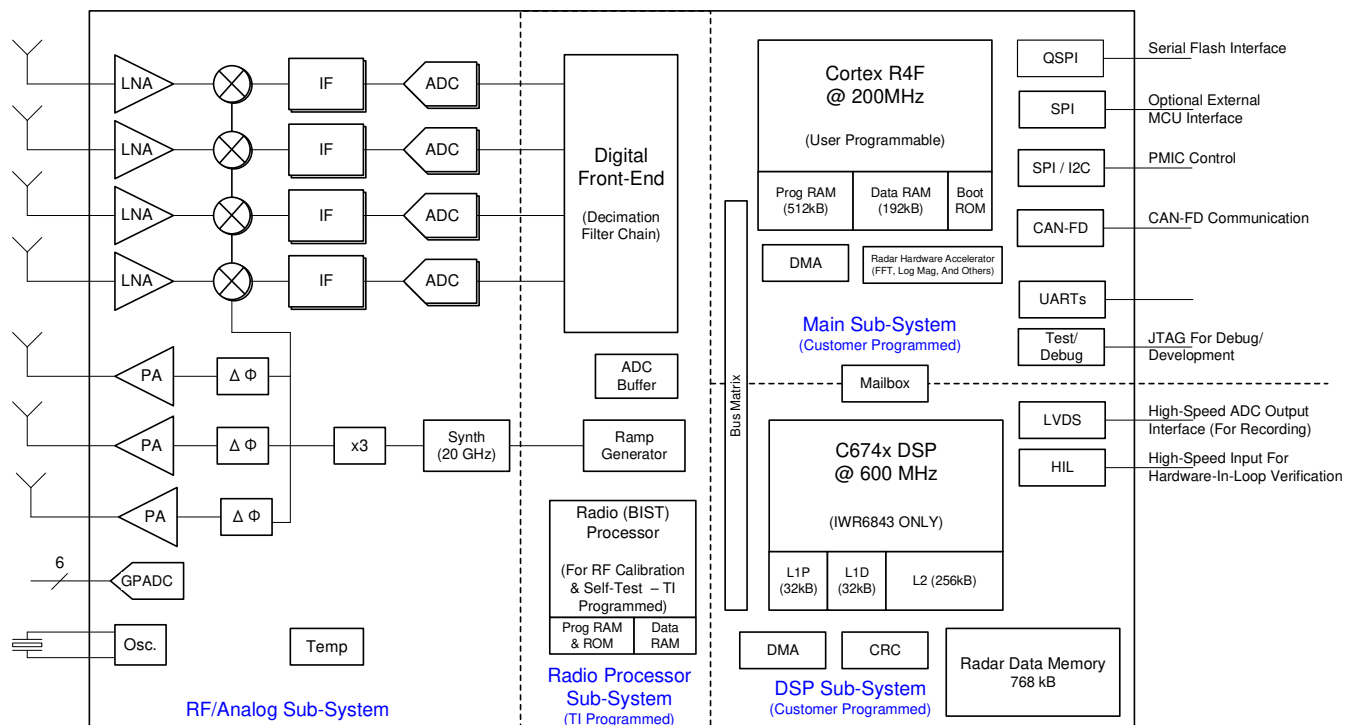 LNA
IF
ADC
LNA
IF
ADC
LNA
IF
ADC
LNA
IF
ADC
Digital
Front-End
(Decimation
Filter Chain)
PA
Δ Φ
PA
Δ Φ
PA
Δ Φ
x3
Synth
(20 GHz)
ADC
Buffer
Ramp
Generator
6
GPADC
Osc.
Temp
RF/Analog Sub-System
Radio (BIST)
Processor
(For RF Calibration
& Self-Test – TI
Programmed)
Prog RAM
& ROM
Data
RAM
Radio Processor
Sub-System
(TI Programmed)
Cortex R4F
@ 200MHz
(User Programmable)
Prog RAM
(512kB)
Data RAM
(192kB)
Boot
ROM
DMA
Radar Hardware Accelerator
(FFT, Log Mag, And Others)
Main Sub-System
(Customer Programmed)
Bus Matrix
Mailbox
C674x DSP
@ 600 MHz
(IWR6843 ONLY)
L1P
(32kB)
L1D
(32kB)
L2 (256kB)
DMA
CRC
DSP Sub-System
(Customer Programmed)
Radar Data Memory
768 kB
QSPI
Serial Flash Interface
SPI
Optional External
MCU Interface
SPI / I2C
PMIC Control
CAN-FD
CAN-FD Communication
UARTs
Test/
Debug
JTAG For Debug/
Development
LVDS
High-Speed ADC Output
Interface (For Recording)
HIL
High-Speed Input For
Hardware-In-Loop Verification